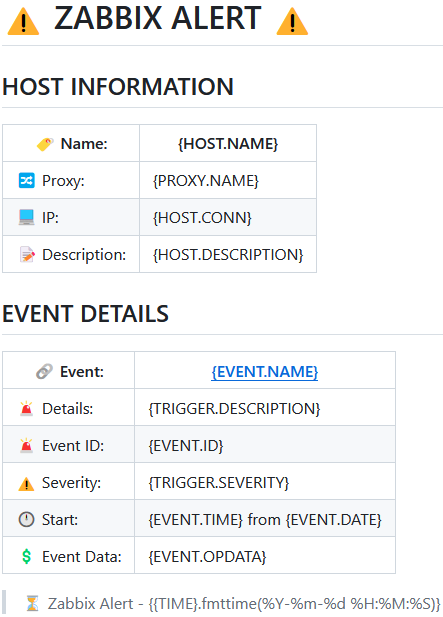 ⚠️ ZABBIX ALERT ⚠️
HOST INFORMATION
🏷️ Name: {HOST.NAME}
🔀 Proxy: {PROXY.NAME}
💻 IP: {HOST.CONN}
📝 Description: {HOST.DESCRIPTION}
EVENT DETAILS
🔗 Event: {EVENT.NAME}
🚨 Details: {TRIGGER.DESCRIPTION}
🚨 Event ID: {EVENT.ID}
⚠️ Severity: {TRIGGER.SEVERITY}
🕛 Start: {EVENT.TIME} from {EVENT.DATE}
💲 Event Data: {EVENT.OPDATA}
⏳ Zabbix Alert - {{TIME}.fmttime(%Y-%m-%d %H:%M:%S)}